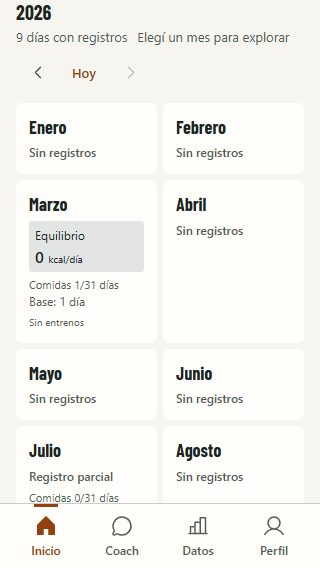 2026
9 días con registros Elegí un mes para explorar
Hoy
Enero
Sin registros
Febrero
Sin registros
Marzo
Equilibrio
0 kcal/día
Comidas 1/31 días
Base: 1 día
Sin entrenos
Abril
Sin registros
Mayo
Sin registros
Junio
Sin registros
Julio
Registro parcial
Comidas 0/31 días
Agosto
Sin registros
Inicio
Coach
Datos
Perfil